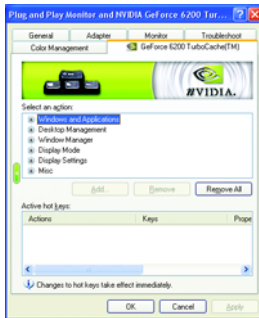 Plug and Play Monitor and NVIDIA GeForce 6200 Tur...
General Adapter Monitor Troubleshoot
Color Management GeForce 6200 TurboCache(TM)
NVIDIA.
Select an action:
Windows and Applications
Desktop Management
Window Manager
Display Mode
Display Settings
Misc
Add... Remove Remove All
Active hot keys:
Actions Keys Prope
Changes to hot keys take effect immediately.
OK Cancel Apply